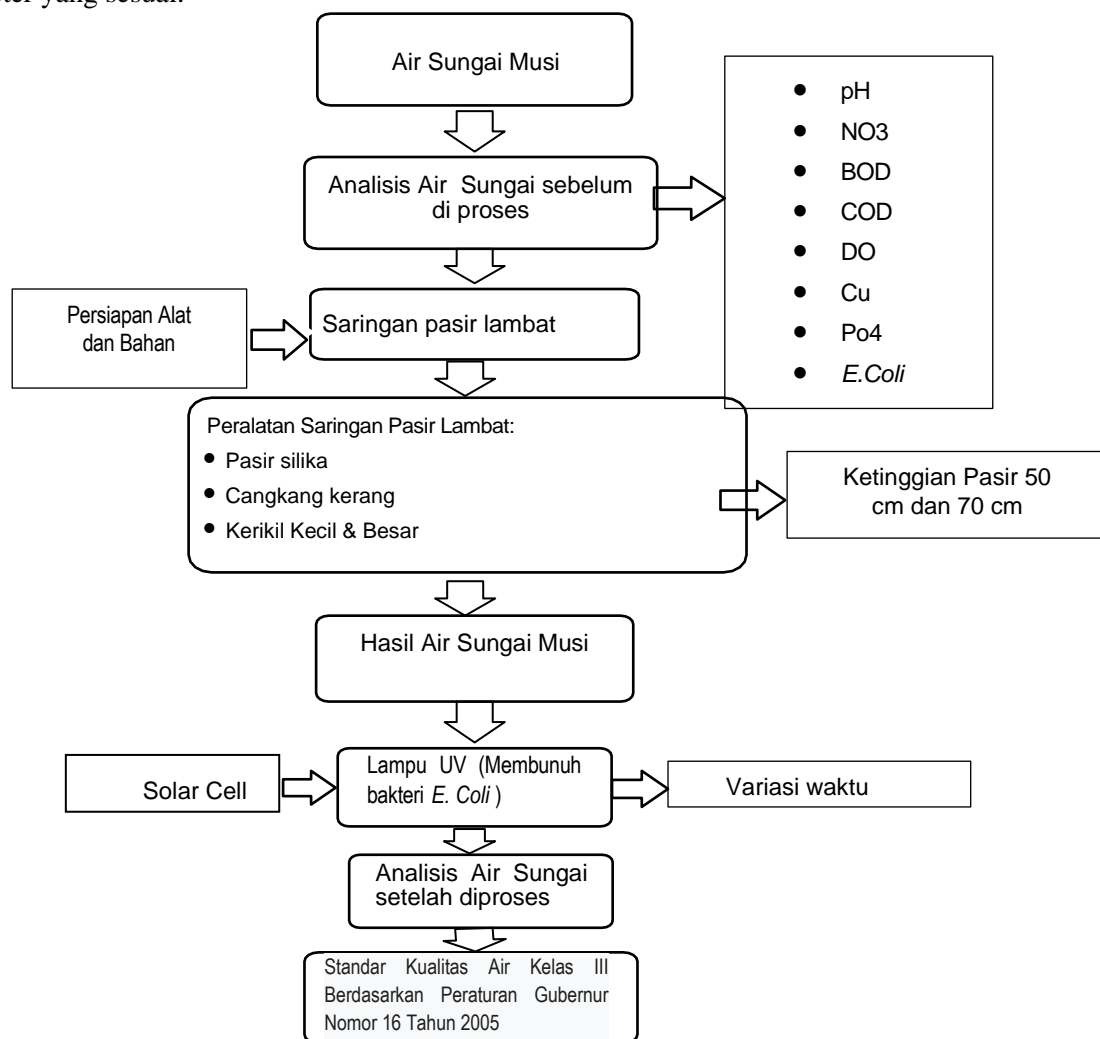 yang sesuai.
Air Sungai Musi
• pH
• NO3
• BOD
• COD
• DO
• Cu
• Po4
• E.Coli
Analisis Air Sungai sebelum
di proses
Persiapan Alat
dan Bahan
Saringan pasir lambat
Peralatan Saringan Pasir Lambat:
• Pasir silika
• Cangkang kerang
• Kerikil Kecil & Besar
Ketinggian Pasir 50
cm dan 70 cm
Hasil Air Sungai Musi
Solar Cell
Lampu UV (Membunuh
bakteri E. Coli )
Variasi waktu
Analisis Air Sungai
setelah diproses
Standar Kualitas Air Kelas III
Berdasarkan Peraturan Gubernur
Nomor 16 Tahun 2005